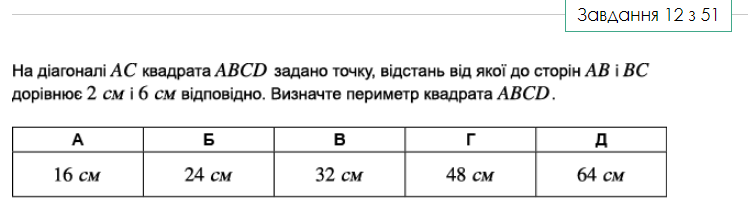 Завдання 12 з 51
На діагоналі AC квадрата ABCD задано точку, відстань від якої до сторін AB і BC
дорівнює 2 см і 6 см відповідно. Визначте периметр квадрата ABCD.
А Б В Г Д
16 см 24 см 32 см 48 см 64 см